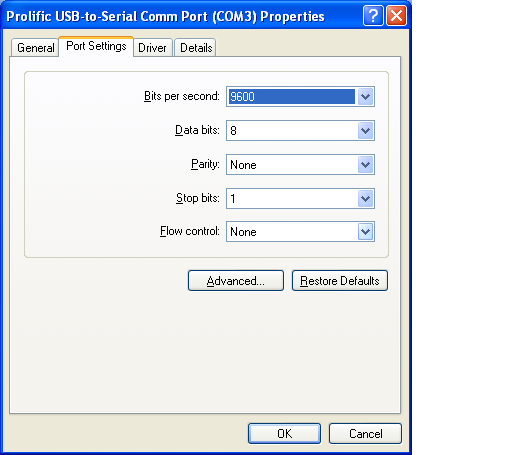 Prolific USB-to-Serial Comm Port (COM3) Properties
General Port Settings Driver Details
Bits per second: 9600
Data bits: 8
Parity: None
Stop bits: 1
Flow control: None
Advanced... Restore Defaults
OK Cancel